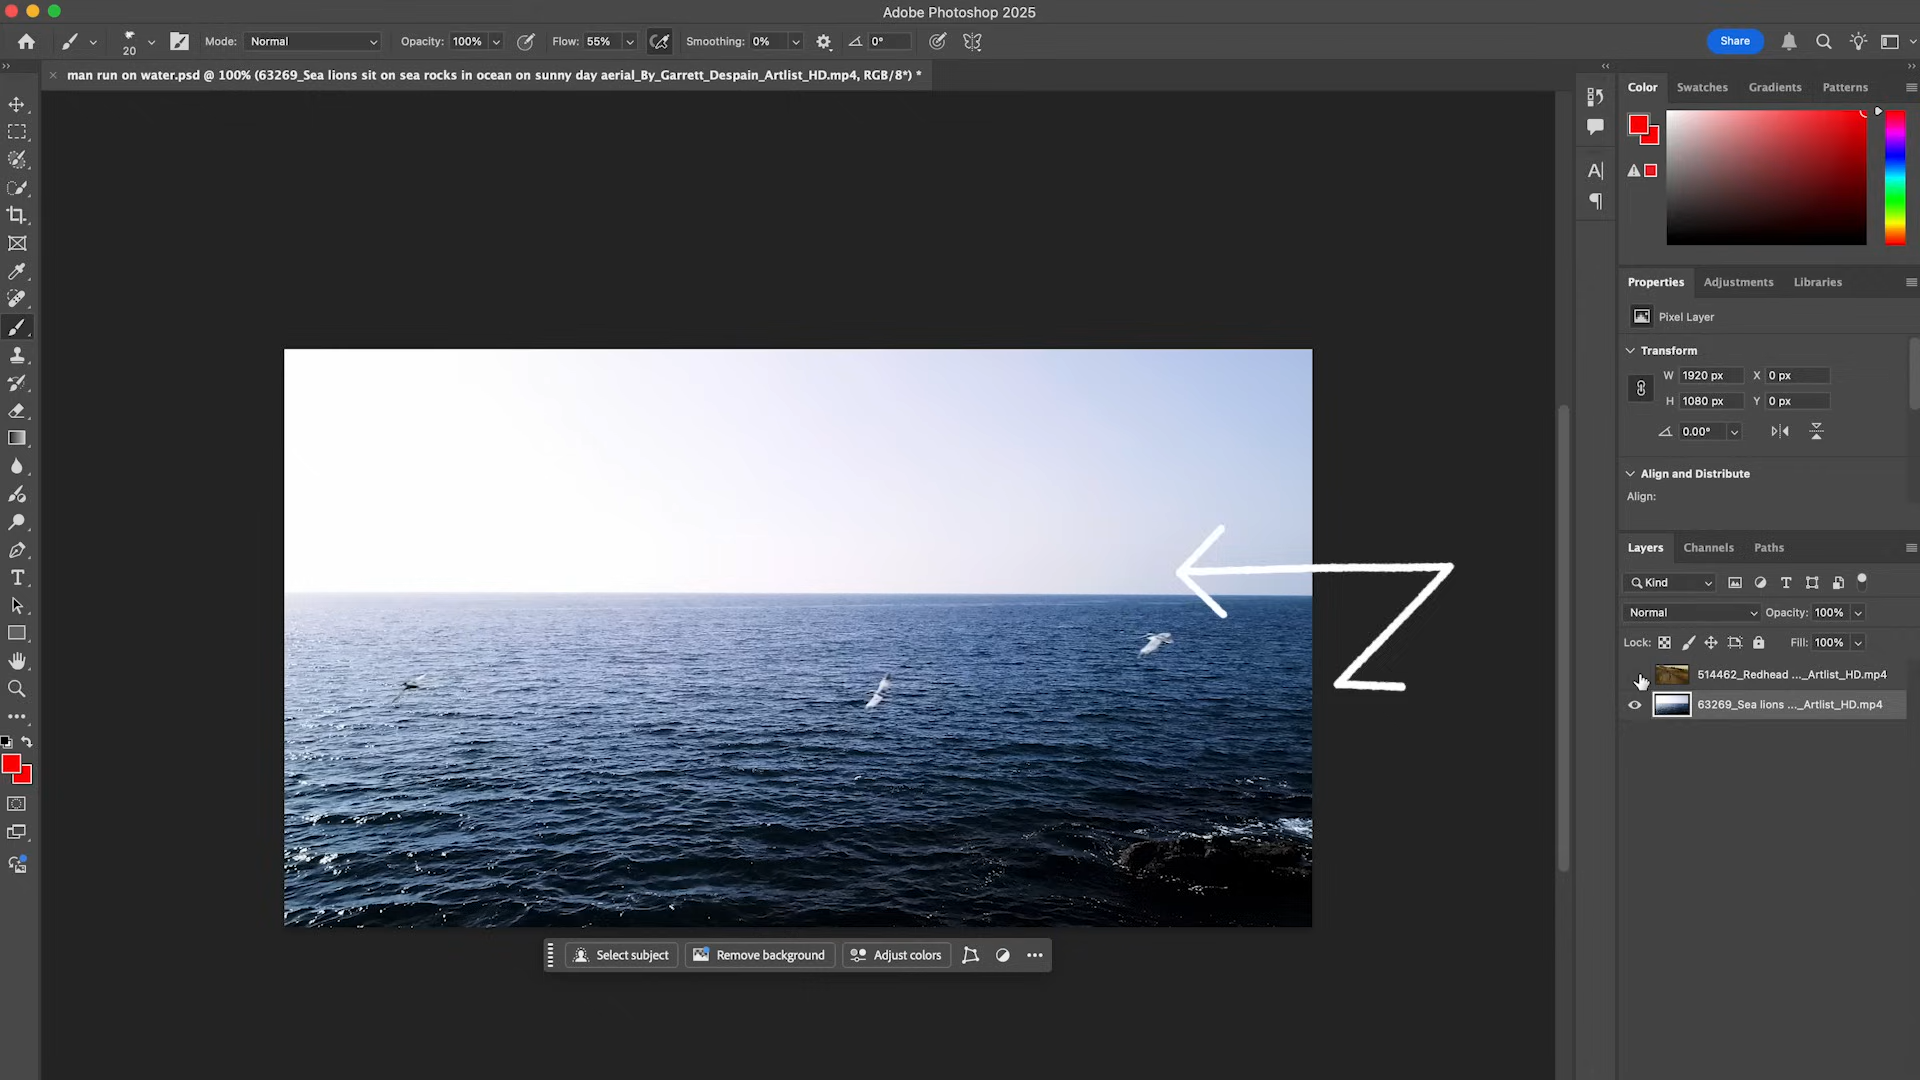 Adobe Photoshop 2025
20 Mode: Normal Opacity: 100% Flow: 55% Smoothing: 0% 0° Share
man run on water.psd @ 100% (63269_Sea lions sit on sea rocks in ocean on sunny day aerial_By_Garrett_Despain_Artlist_HD.mp4, RGB/8*) *
Color Swatches Gradients Patterns
Properties Adjustments Libraries
Pixel Layer
Transform
W 1920 px X 0 px
H 1080 px Y 0 px
0.00°
Align and Distribute
Align:
Layers Channels Paths
Kind
Normal Opacity: 100%
Lock: Fill: 100%
514462_Redhead ..._Artlist_HD.mp4
63269_Sea lions ..._Artlist_HD.mp4
Select subject Remove background Adjust colors